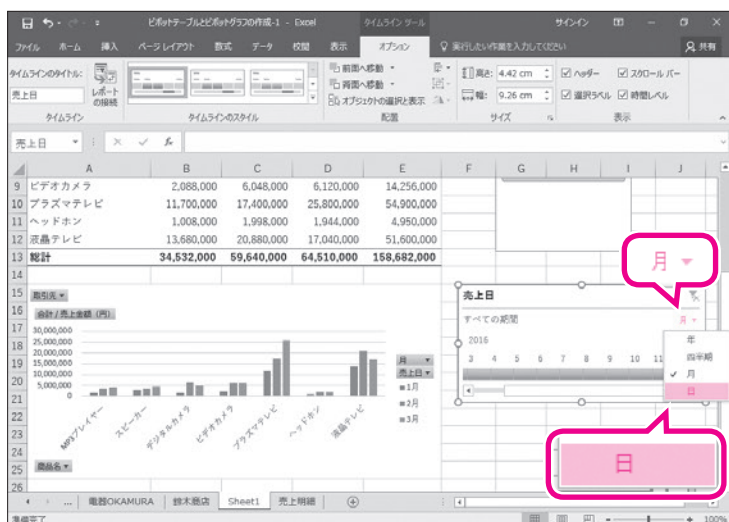 ピボットテーブルとピボットグラフの作成-1 - Excel
タイムライン ツール
サインイン
ファイル ホーム 挿入 ページ レイアウト 数式 データ 校閲 表示 オプション 実行したい作業を入力してください 共有
タイムラインのタイトル:
売上日
レポートの接続
前面へ移動
背面へ移動
オブジェクトの選択と表示
高さ: 4.42 cm
幅: 9.26 cm
ヘッダー
スクロール バー
選択ラベル
時間レベル
タイムライン タイムラインのスタイル 配置 サイズ 表示
売上日 fx
A B C D E F G H I J
9 ビデオカメラ 2,088,000 6,048,000 6,120,000 14,256,000
10 プラズマテレビ 11,700,000 17,400,000 25,800,000 54,900,000
11 ヘッドホン 1,008,000 1,998,000 1,944,000 4,950,000
12 液晶テレビ 13,680,000 20,880,000 17,040,000 51,600,000
13 総計 34,532,000 59,640,000 64,510,000 158,682,000
月
14
15
16
17
18
19
20
21
22
23
24
25
26
取引先
合計 / 売上金額（円）
30,000,000
25,000,000
20,000,000
15,000,000
10,000,000
5,000,000
0
MP3プレイヤー
スピーカー
デジタルカメラ
ビデオカメラ
プラズマテレビ
ヘッドホン
液晶テレビ
月
売上日
1月
2月
3月
商品名
売上日
すべての期間 月
2016
3 4 5 6 7 8 9 10 11
年
四半期
月
日
日
... 電器OKAMURA 鈴木商店 Sheet1 売上明細
準備完了 100%